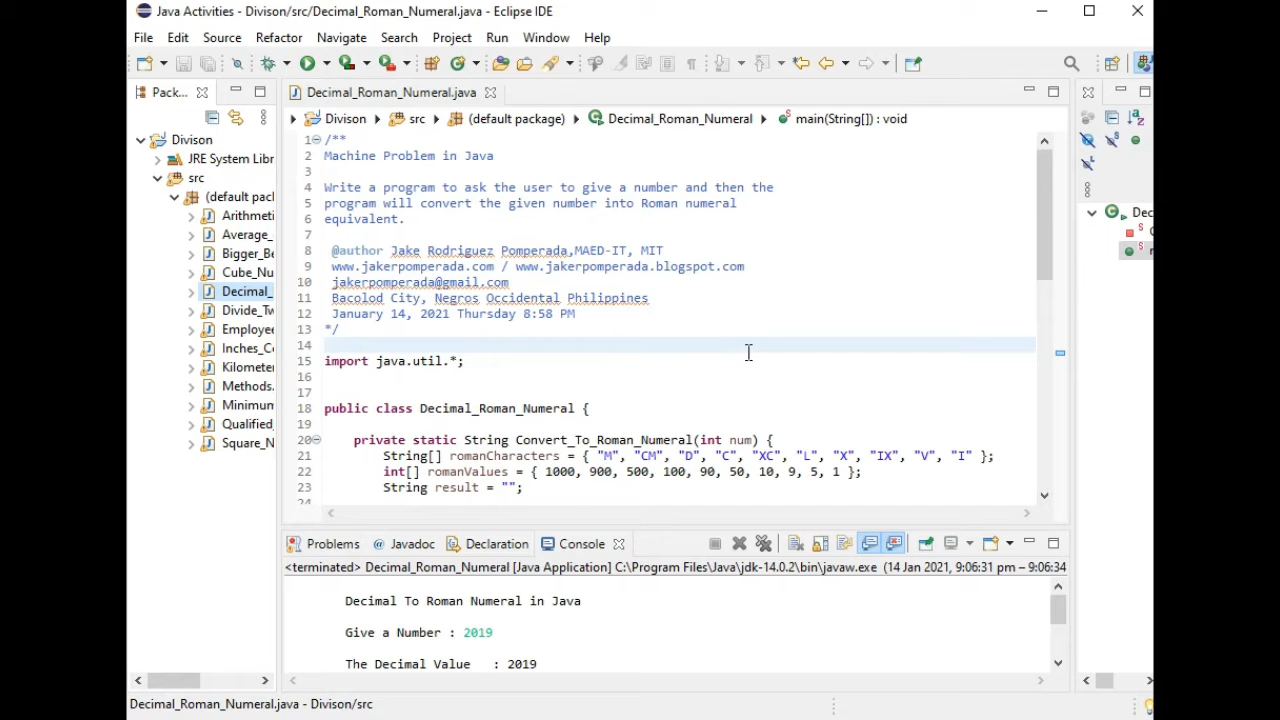 Java Activities - Divison/src/Decimal_Roman_Numeral.java - Eclipse IDE
File Edit Source Refactor Navigate Search Project Run Window Help
Pack...
Decimal_Roman_Numeral.java
Divison src (default package) Decimal_Roman_Numeral main(String[]) : void
Divison
JRE System Libr
src
(default pacl
Arithmeti
Average_
Bigger_Be
Cube_Nu
Decimal_
Divide_Tw
Employee
Inches_Co
Kilometer
Methods.
Minimum
Qualified_
Square_N
1 /**
2 Machine Problem in Java
3
4 Write a program to ask the user to give a number and then the
5 program will convert the given number into Roman numeral
6 equivalent.
7
8 @author Jake Rodriguez Pomperada,MAED-IT, MIT
9 www.jakerpomperada.com / www.jakerpomperada.blogspot.com
10 jakerpomperada@gmail.com
11 Bacolod City, Negros Occidental Philippines
12 January 14, 2021 Thursday 8:58 PM
13 */
14
15 import java.util.*;
16
17
18 public class Decimal_Roman_Numeral {
19
20 private static String Convert_To_Roman_Numeral(int num) {
21 String[] romanCharacters = { "M", "CM", "D", "C", "XC", "L", "X", "IX", "V", "I" };
22 int[] romanValues = { 1000, 900, 500, 100, 90, 50, 10, 9, 5, 1 };
23 String result = "";
24
Dec
Problems Javadoc Declaration Console
<terminated> Decimal_Roman_Numeral [Java Application] C:\Program Files\Java\jdk-14.0.2\bin\javaw.exe (14 Jan 2021, 9:06:31 pm – 9:06:34
Decimal To Roman Numeral in Java
Give a Number : 2019
The Decimal Value : 2019
Decimal_Roman_Numeral.java - Divison/src